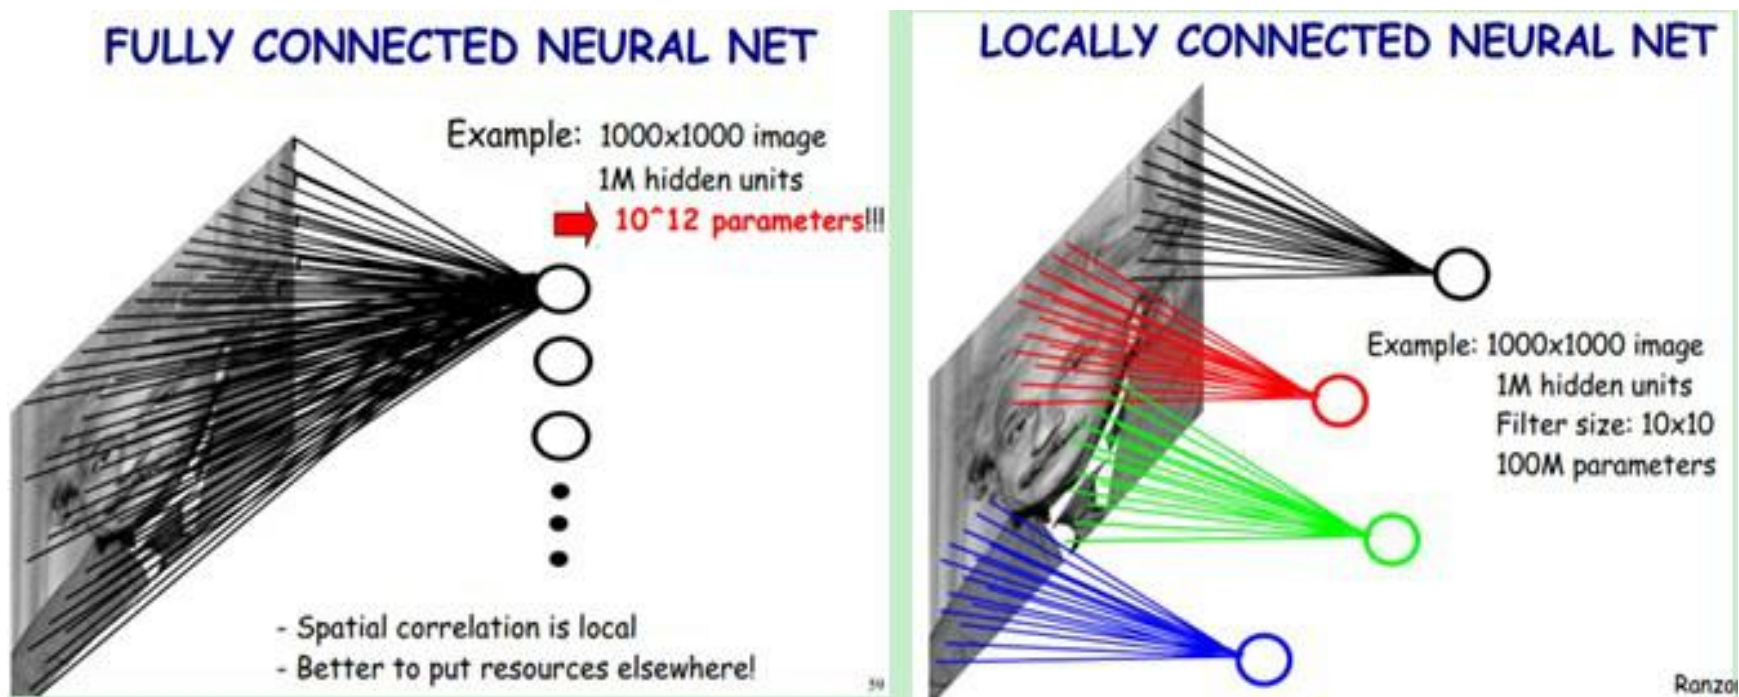 FULLY CONNECTED NEURAL NET
Example: 1000x1000 image
1M hidden units
10^12 parameters!!!
- Spatial correlation is local
- Better to put resources elsewhere!
LOCALLY CONNECTED NEURAL NET
Example: 1000x1000 image
1M hidden units
Filter size: 10x10
100M parameters